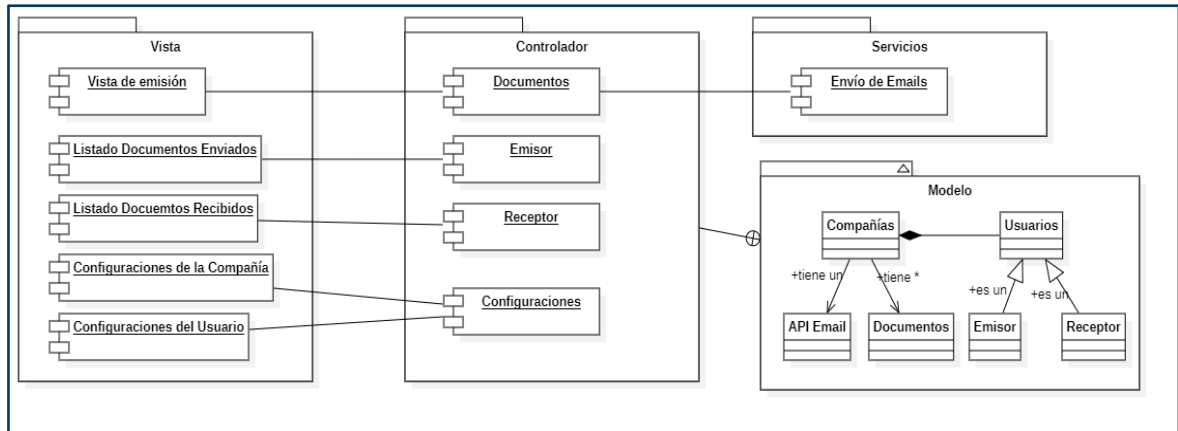 Vista
Vista de emisión
Listado Documentos Enviados
Listado Docuemtos Recibidos
Configuraciones de la Compañía
Configuraciones del Usuario
Controlador
Documentos
Emisor
Receptor
Configuraciones
Servicios
Envío de Emails
Modelo
Compañías
Usuarios
+tiene un
+tiene *
+es un
+es un
API Email
Documentos
Emisor
Receptor